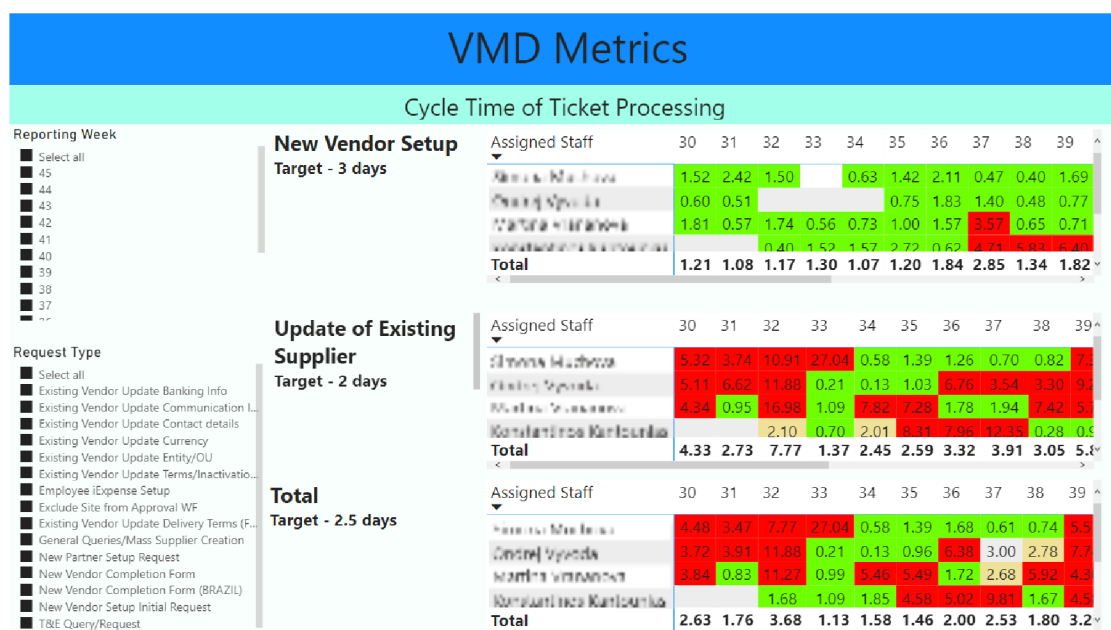 VMD Metrics
Cycle Time of Ticket Processing
Reporting Week
Select all
45
44
43
42
41
40
39
38
37
Request Type
Select all
Existing Vendor Update Banking Info
Existing Vendor Update Communication I...
Existing Vendor Update Contact details
Existing Vendor Update Currency
Existing Vendor Update Entity/OU
Existing Vendor Update Terms/Inactivatio...
Employee iExpense Setup
Exclude Site from Approval WF
Existing Vendor Update Delivery Terms (F...
General Queries/Mass Supplier Creation
New Partner Setup Request
New Vendor Completion Form
New Vendor Completion Form (BRAZIL)
New Vendor Setup Initial Request
T&E Query/Request
New Vendor Setup
Target - 3 days
Assigned Staff 30 31 32 33 34 35 36 37 38 39
1.52 2.42 1.50 0.63 1.42 2.11 0.47 0.40 1.69
0.60 0.51 0.75 1.83 1.40 0.48 0.77
1.81 0.57 1.74 0.56 0.73 1.00 1.57 3.57 0.65 0.71
0.40 1.52 1.57 2.72 0.62 4.71 5.83 6.40
Total 1.21 1.08 1.17 1.30 1.07 1.20 1.84 2.85 1.34 1.82
Update of Existing
Supplier
Target - 2 days
Assigned Staff 30 31 32 33 34 35 36 37 38 39
5.32 3.74 10.91 27.04 0.58 1.39 1.26 0.70 0.82
5.11 6.62 11.88 0.21 0.13 1.03 6.76 3.54 3.30
4.34 0.95 16.98 1.09 7.82 7.28 1.78 1.94 7.42
2.10 0.70 2.01 8.31 7.96 12.35 0.28
Total 4.33 2.73 7.77 1.37 2.45 2.59 3.32 3.91 3.05
Total
Target - 2.5 days
Assigned Staff 30 31 32 33 34 35 36 37 38 39
4.48 3.47 7.77 27.04 0.58 1.39 1.68 0.61 0.74
3.72 3.91 11.88 0.21 0.13 0.96 6.38 3.00 2.78
3.84 0.83 11.27 0.99 5.46 5.49 1.72 2.68 5.92
1.68 1.09 1.85 4.58 5.02 9.81 1.67
Total 2.63 1.76 3.68 1.13 1.58 1.46 2.00 2.53 1.80